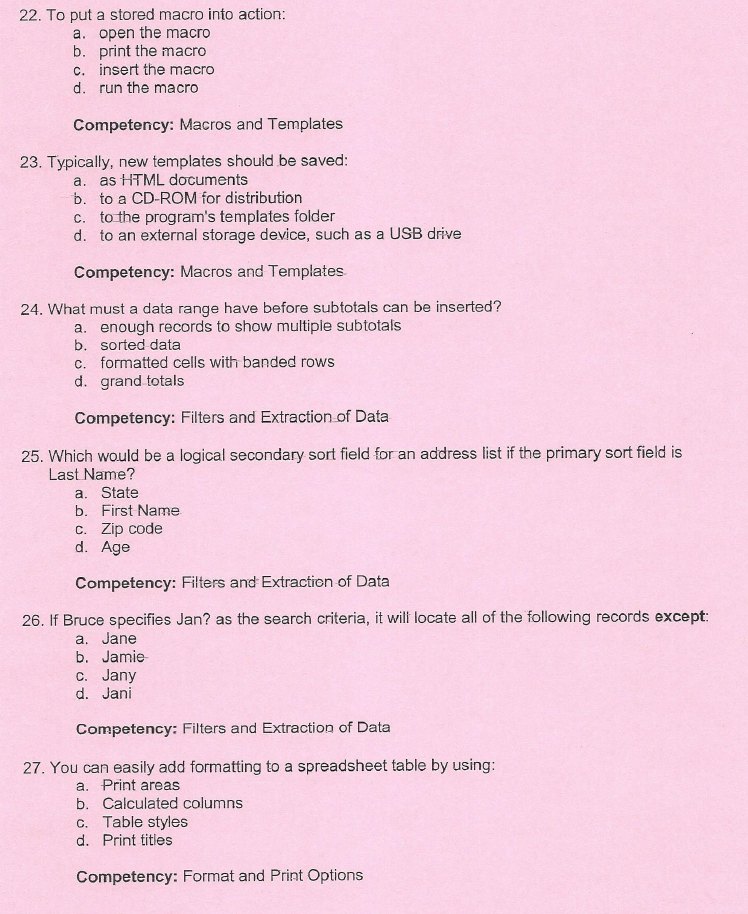 22. To put a stored macro into action:
a. open the macro
b. print the macro
c. insert the macro
d. run the macro
Competency: Macros and Templates
23. Typically, new templates should be saved:
a. as HTML documents
b. to a CD-ROM for distribution
c. to the program's templates folder
d. to an external storage device, such as a USB drive
Competency: Macros and Templates
24. What must a data range have before subtotals can be inserted?
a. enough records to show multiple subtotals
b. sorted data
c. formatted cells with banded rows
d. grand totals
Competency: Filters and Extraction of Data
25. Which would be a logical secondary sort field for an address list if the primary sort field is
Last Name?
a. State
b. First Name
c. Zip code
d. Age
Competency: Filters and Extraction of Data
26. If Bruce specifies Jan? as the search criteria, it will locate all of the following records except:
a. Jane
b. Jamie
c. Jany
d. Jani
Competency: Filters and Extraction of Data
27. You can easily add formatting to a spreadsheet table by using:
a. Print areas
b. Calculated columns
c. Table styles
d. Print titles
Competency: Format and Print Options